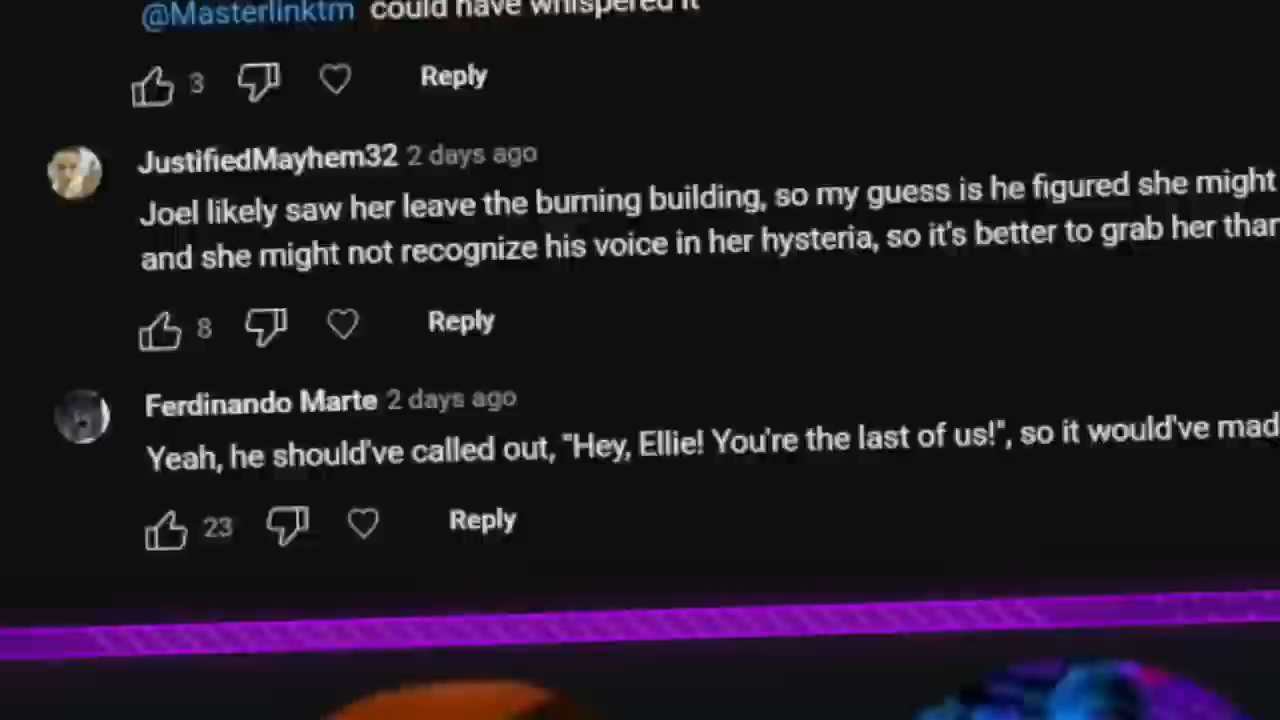 @Masterlinktm could have whispered it
3 Reply
JustifiedMayhem32 2 days ago
Joel likely saw her leave the burning building, so my guess is he figured she might
and she might not recognize his voice in her hysteria, so it's better to grab her than
8 Reply
Ferdinando Marte 2 days ago
Yeah, he should've called out, "Hey, Ellie! You're the last of us!", so it would've mad
23 Reply